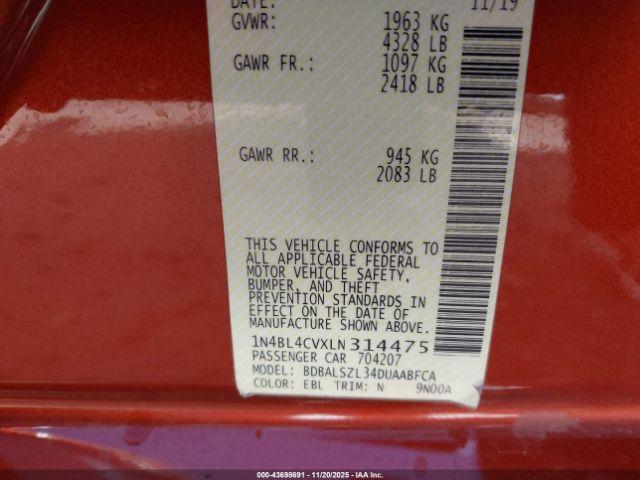 DATE: 11/19
GVWR: 1963 KG
4328 LB
GAWR FR.: 1097 KG
2418 LB
GAWR RR.: 945 KG
2083 LB
THIS VEHICLE CONFORMS TO
ALL APPLICABLE FEDERAL
MOTOR VEHICLE SAFETY,
BUMPER, AND THEFT
PREVENTION STANDARDS IN
EFFECT ON THE DATE OF
MANUFACTURE SHOWN ABOVE.
1N4BL4CVXLN314475
PASSENGER CAR 704207
MODEL: BDBALSZL34DUAABFCA
COLOR: EBL TRIM: N 9N00A
000-43698691 - 11/20/2025 - IAA Inc.